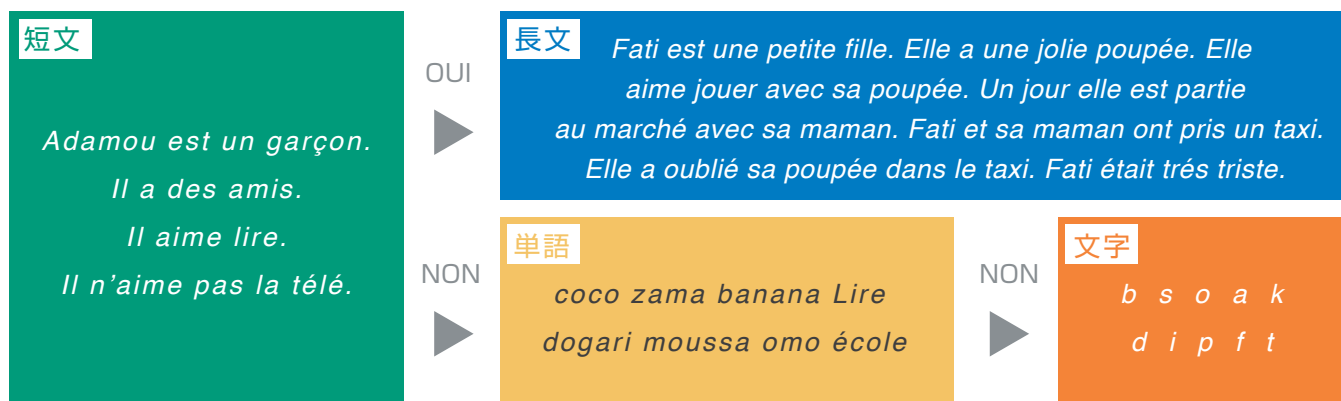 短文
Adamou est un garçon.
Il a des amis.
Il aime lire.
Il n’aime pas la télé.
OUI
長文
Fati est une petite fille. Elle a une jolie poupée. Elle
aime jouer avec sa poupée. Un jour elle est partie
au marché avec sa maman. Fati et sa maman ont pris un taxi.
Elle a oublié sa poupée dans le taxi. Fati était trés triste.
NON
単語
coco zama banana Lire
dogari moussa omo école
NON
文字
b s o a k
d i p f t